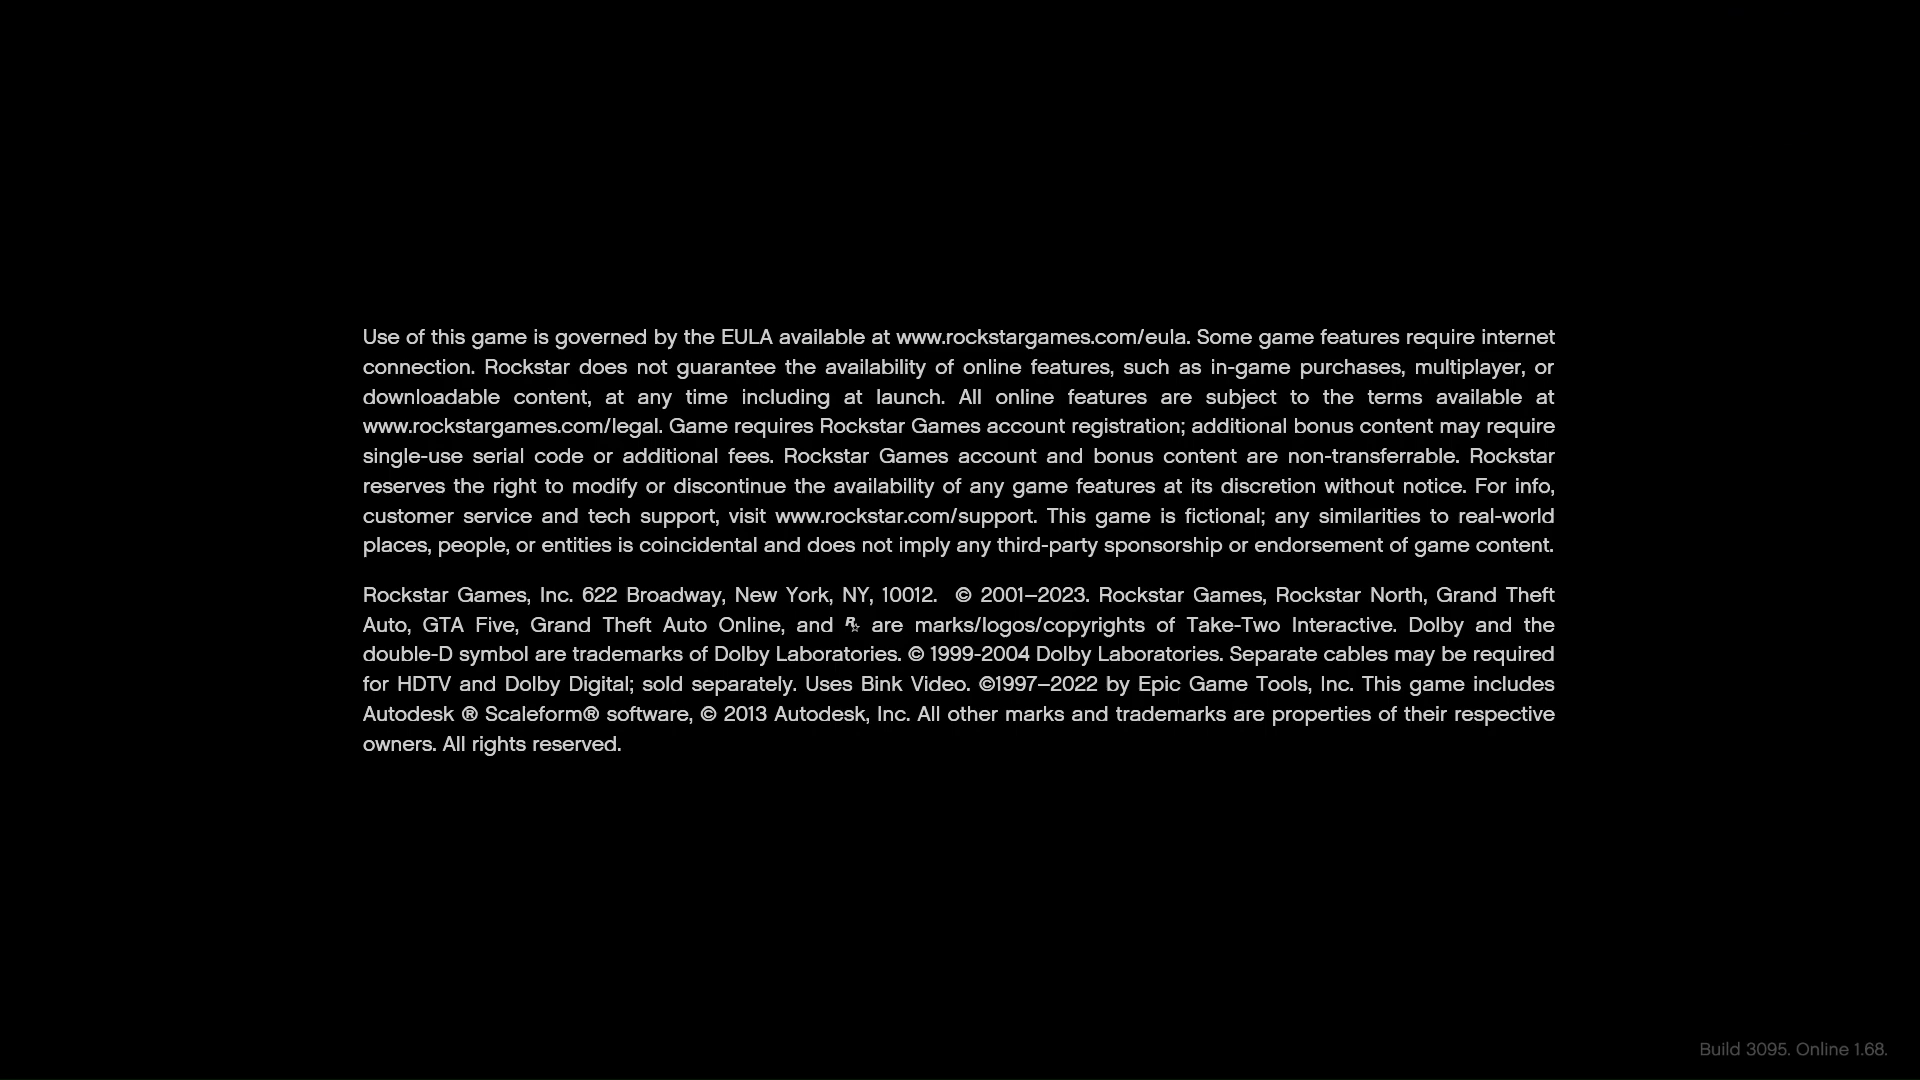 Use of this game is governed by the EULA available at www.rockstargames.com/eula. Some game features require internet
connection. Rockstar does not guarantee the availability of online features, such as in-game purchases, multiplayer, or
downloadable content, at any time including at launch. All online features are subject to the terms available at
www.rockstargames.com/legal. Game requires Rockstar Games account registration; additional bonus content may require
single-use serial code or additional fees. Rockstar Games account and bonus content are non-transferrable. Rockstar
reserves the right to modify or discontinue the availability of any game features at its discretion without notice. For info,
customer service and tech support, visit www.rockstar.com/support. This game is fictional; any similarities to real-world
places, people, or entities is coincidental and does not imply any third-party sponsorship or endorsement of game content.
Rockstar Games, Inc. 622 Broadway, New York, NY, 10012. © 2001–2023. Rockstar Games, Rockstar North, Grand Theft
Auto, GTA Five, Grand Theft Auto Online, and R☆ are marks/logos/copyrights of Take-Two Interactive. Dolby and the
double-D symbol are trademarks of Dolby Laboratories. © 1999-2004 Dolby Laboratories. Separate cables may be required
for HDTV and Dolby Digital; sold separately. Uses Bink Video. ©1997–2022 by Epic Game Tools, Inc. This game includes
Autodesk ® Scaleform® software, © 2013 Autodesk, Inc. All other marks and trademarks are properties of their respective
owners. All rights reserved.
Build 3095. Online 1.68.